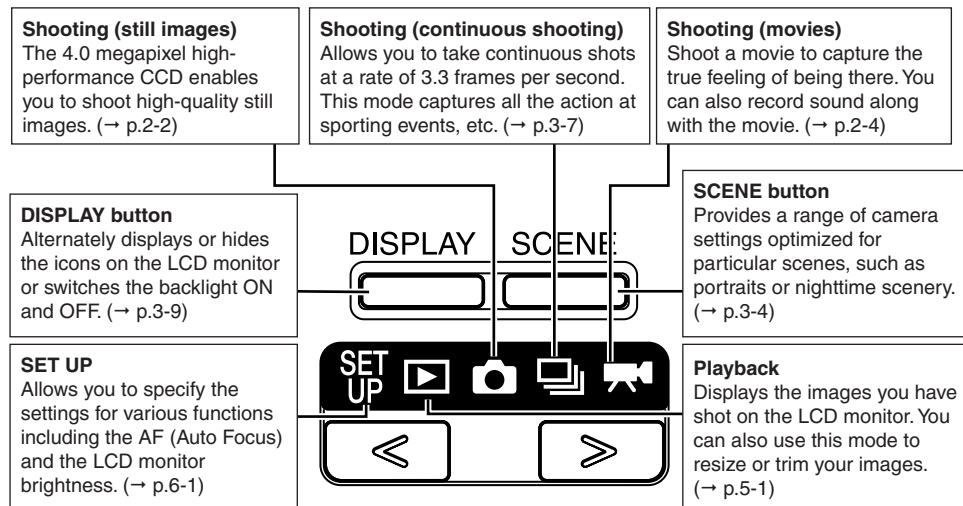 Shooting (still images)
The 4.0 megapixel high-
performance CCD enables
you to shoot high-quality still
images. (→ p.2-2)
Shooting (continuous shooting)
Allows you to take continuous shots
at a rate of 3.3 frames per second.
This mode captures all the action at
sporting events, etc. (→ p.3-7)
Shooting (movies)
Shoot a movie to capture the
true feeling of being there. You
can also record sound along
with the movie. (→ p.2-4)
DISPLAY button
Alternately displays or hides
the icons on the LCD monitor
or switches the backlight ON
and OFF. (→ p.3-9)
DISPLAY SCENE
SCENE button
Provides a range of camera
settings optimized for
particular scenes, such as
portraits or nighttime scenery.
(→ p.3-4)
SET UP
Allows you to specify the
settings for various functions
including the AF (Auto Focus)
and the LCD monitor
brightness. (→ p.6-1)
SET
UP
Playback
Displays the images you have
shot on the LCD monitor. You
can also use this mode to
resize or trim your images.
(→ p.5-1)